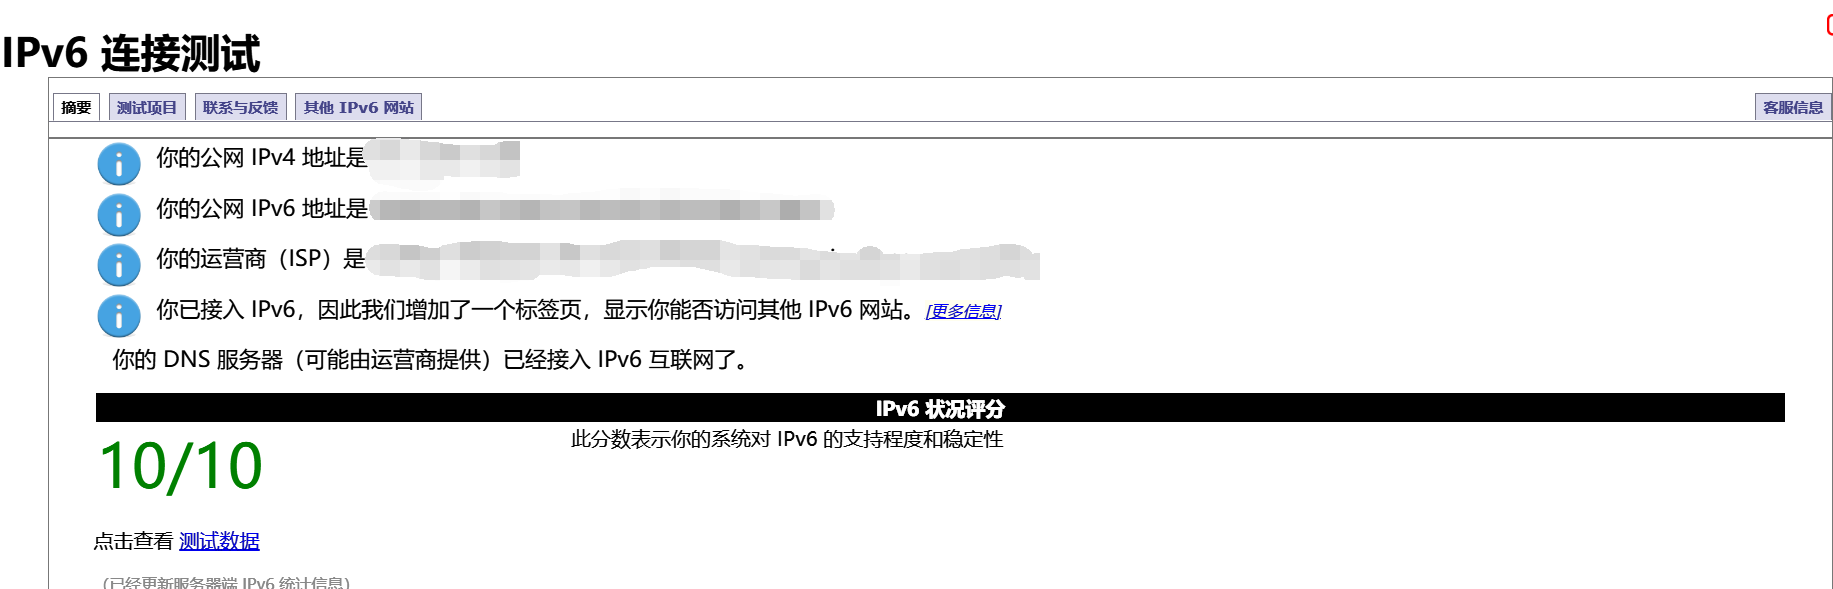 IPv6 连接测试
摘要 测试项目 联系与反馈 其他 IPv6 网站 客服信息
你的公网 IPv4 地址是
你的公网 IPv6 地址是
你的运营商（ISP）是
你已接入 IPv6，因此我们增加了一个标签页，显示你能否访问其他 IPv6 网站。 [更多信息]
你的 DNS 服务器（可能由运营商提供）已经接入 IPv6 互联网了。
IPv6 状况评分
10/10 此分数表示你的系统对 IPv6 的支持程度和稳定性
点击查看 测试数据
（已经更新服务器端 IPv6 统计信息）